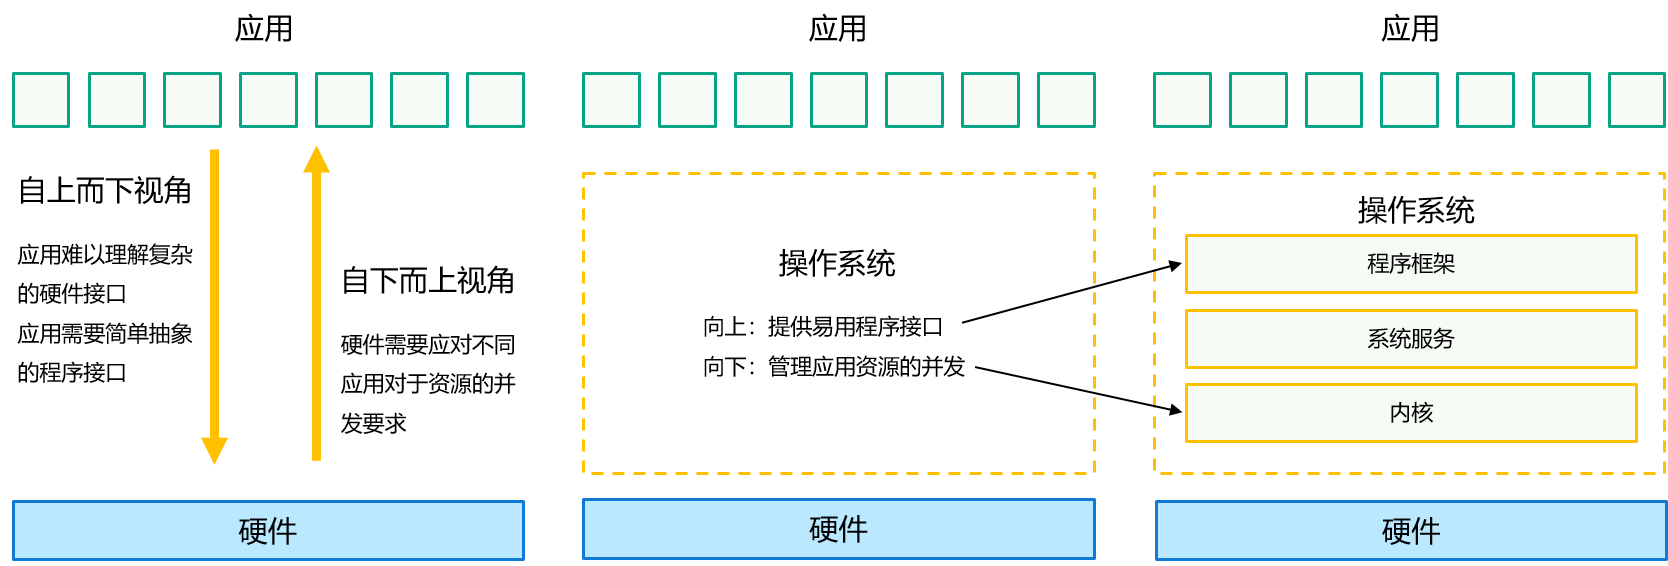 应用
自上而下视角
应用难以理解复杂
的硬件接口
应用需要简单抽象
的程序接口
自下而上视角
硬件需要应对不同
应用对于资源的并
发要求
硬件
应用
操作系统
向上：提供易用程序接口
向下：管理应用资源的并发
硬件
应用
操作系统
程序框架
系统服务
内核
硬件